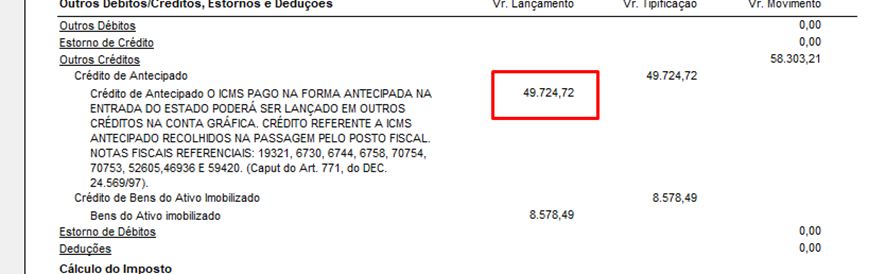 Outros Débitos/Créditos, Estornos e Deduções Vr. Lançamento Vr. Tipificação Vr. Movimento
Outros Débitos 0,00
Estorno de Crédito 0,00
Outros Créditos 58.303,21
Crédito de Antecipado 49.724,72
Crédito de Antecipado O ICMS PAGO NA FORMA ANTECIPADA NA 49.724,72
ENTRADA DO ESTADO PODERÁ SER LANÇADO EM OUTROS
CRÉDITOS NA CONTA GRÁFICA. CRÉDITO REFERENTE A ICMS
ANTECIPADO RECOLHIDOS NA PASSAGEM PELO POSTO FISCAL.
NOTAS FISCAIS REFERENCIAIS: 19321, 6730, 6744, 6758, 70754,
70753, 52605,46936 E 59420. (Caput do Art. 771, do DEC.
24.569/97).
Crédito de Bens do Ativo Imobilizado 8.578,49
Bens do Ativo imobilizado 8.578,49
Estorno de Débitos 0,00
Deduções 0,00
Cálculo do Imposto